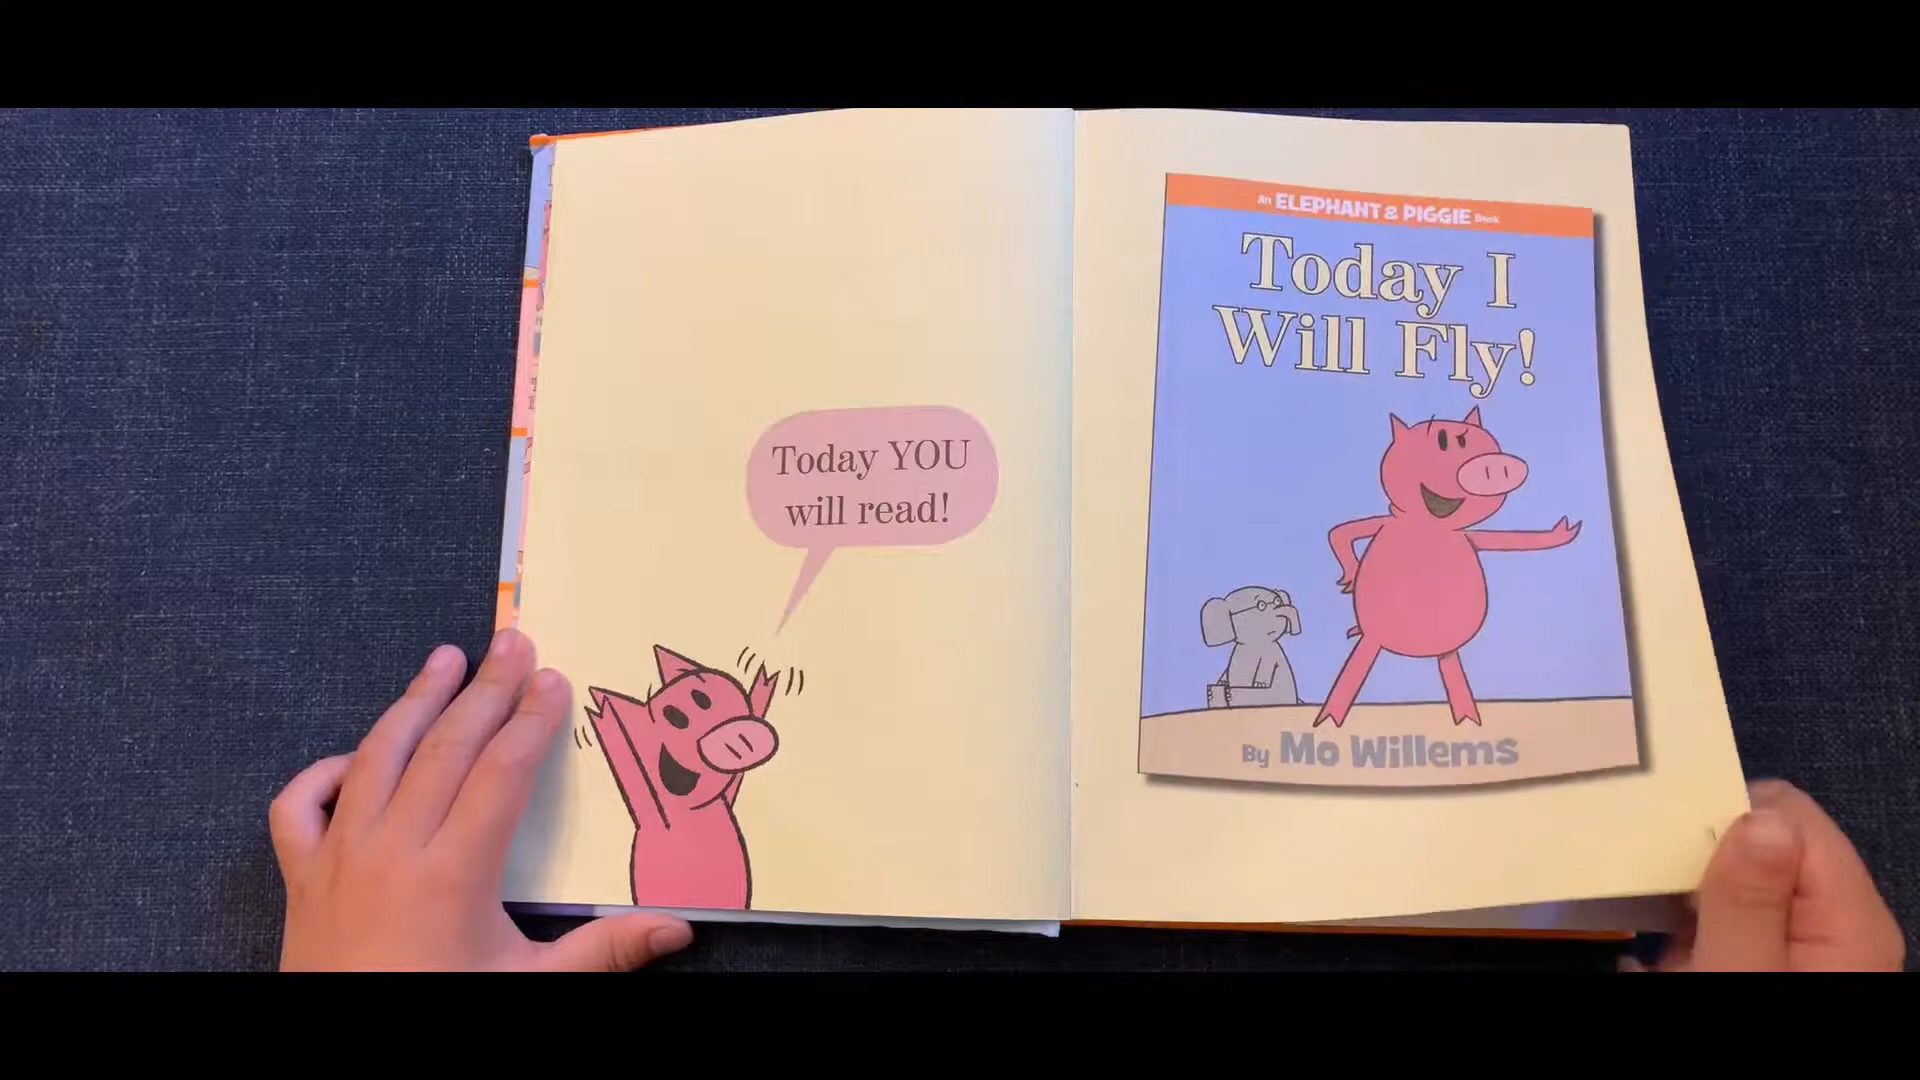 Today YOU
will read!
An ELEPHANT & PIGGIE Book
Today I
Will Fly!
By Mo Willems